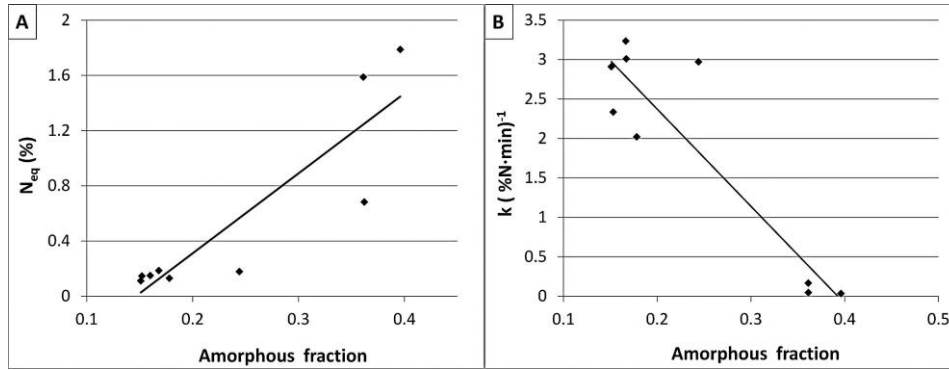 A
2
1.6
1.2
0.8
0.4
0
N_eq (%)
0.1 0.2 0.3 0.4
Amorphous fraction
B
3.5
3
2.5
2
1.5
1
0.5
0
k ( %N·min)⁻¹
0.1 0.2 0.3 0.4 0.5
Amorphous fraction